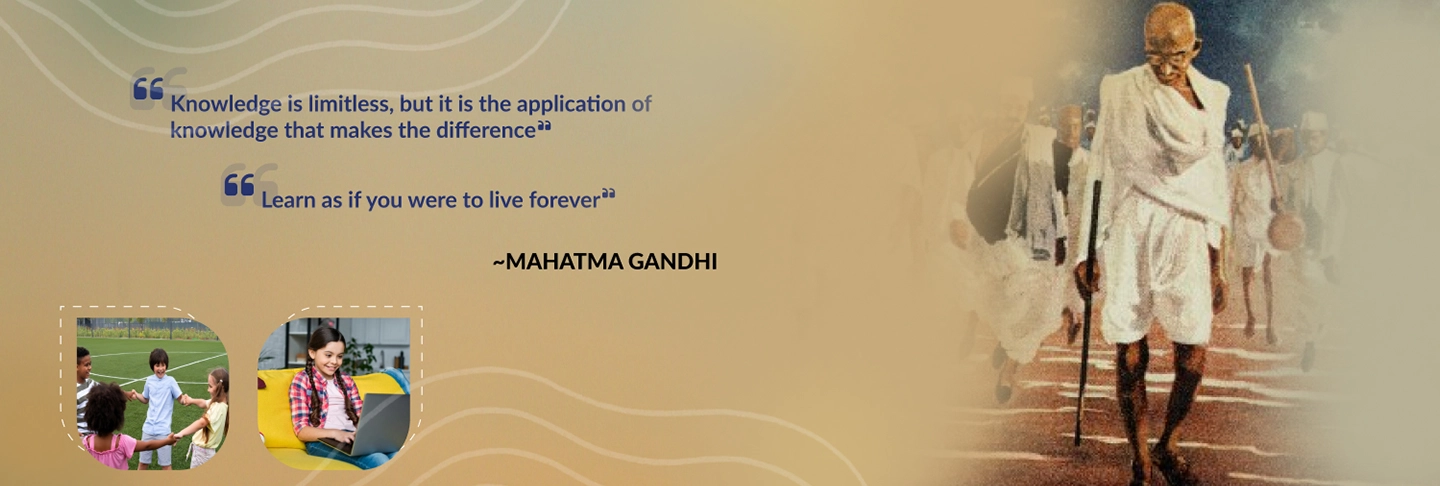 “Knowledge is limitless, but it is the application of
knowledge that makes the difference”
“Learn as if you were to live forever”
~MAHATMA GANDHI